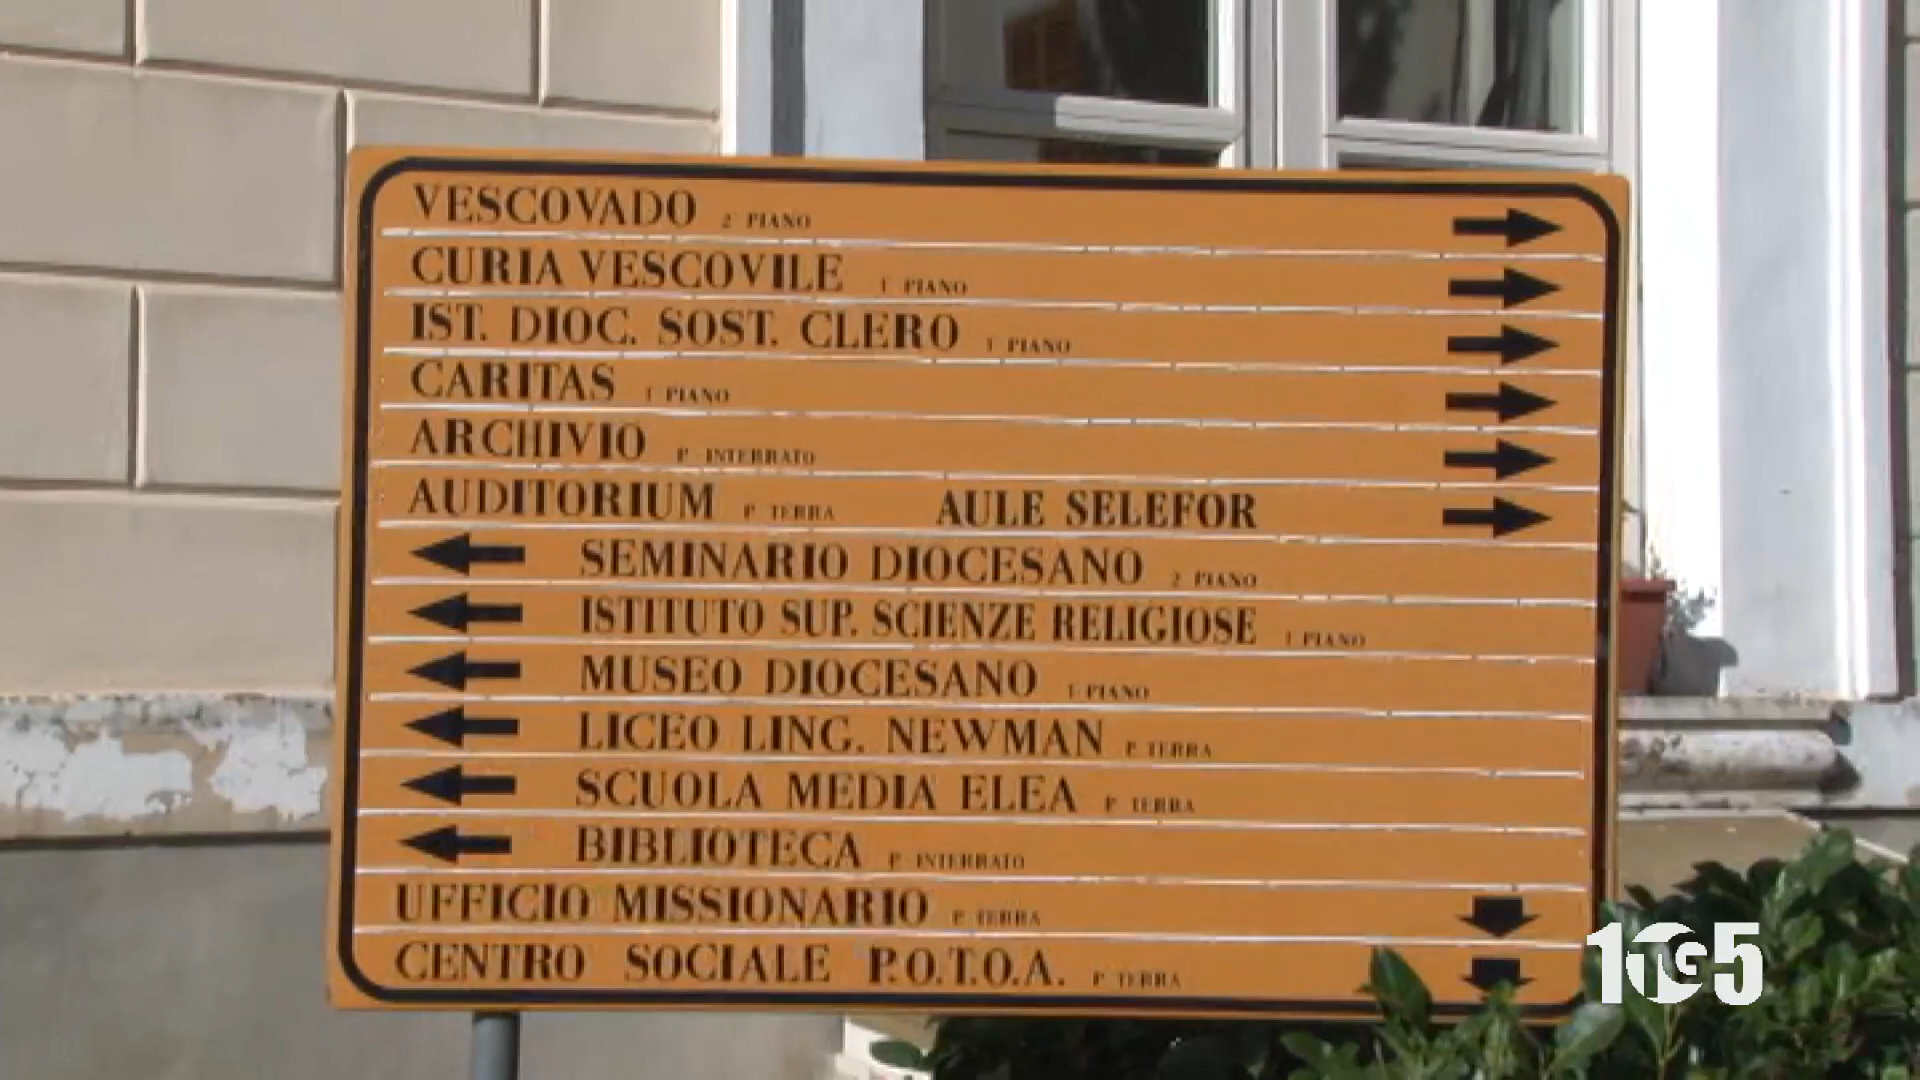 VESCOVADO 2° PIANO
CURIA VESCOVILE 1° PIANO
IST. DIOC. SOST. CLERO 1° PIANO
CARITAS 1° PIANO
ARCHIVIO P. INTERRATO
AUDITORIUM P. TERRA AULE SELEFOR
SEMINARIO DIOCESANO 2° PIANO
ISTITUTO SUP. SCIENZE RELIGIOSE 1° PIANO
MUSEO DIOCESANO 1° PIANO
LICEO LING. NEWMAN P. TERRA
SCUOLA MEDIA ELEA P. TERRA
BIBLIOTECA P. INTERRATO
UFFICIO MISSIONARIO P. TERRA
CENTRO SOCIALE P.O.T.O.A. P. TERRA
1TG5